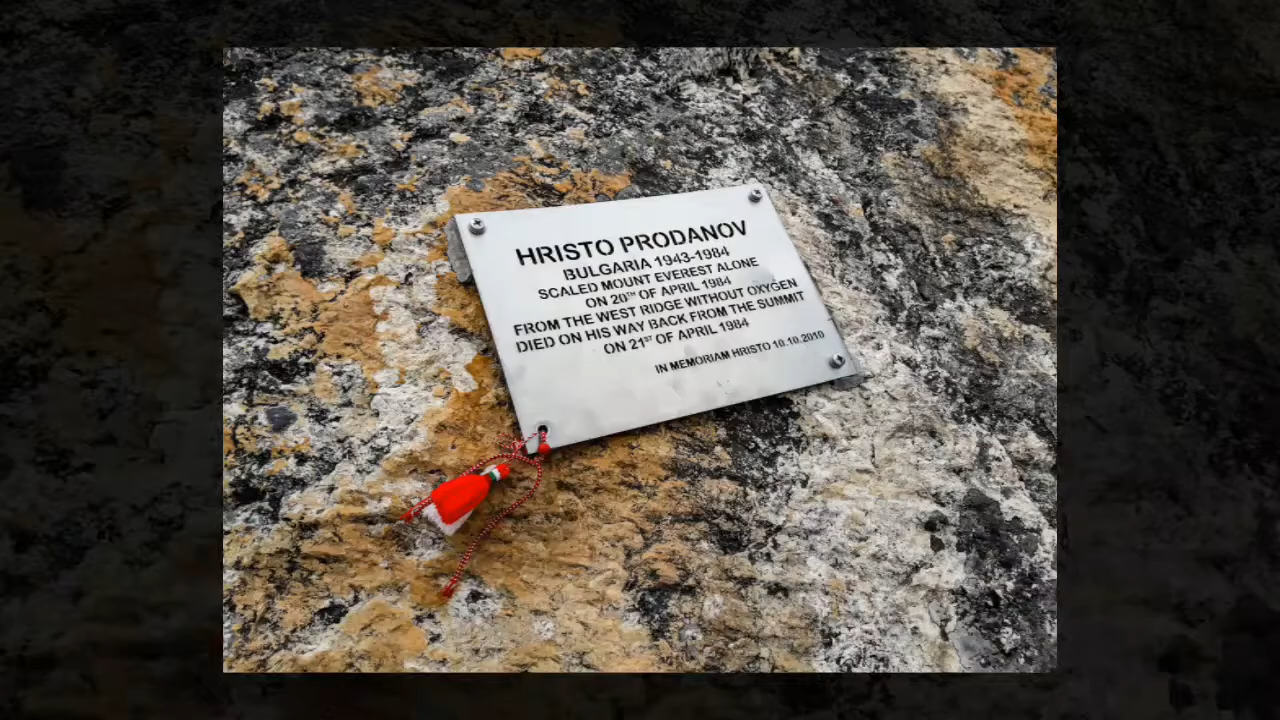 HRISTO PRODANOV
BULGARIA 1943-1984
SCALED MOUNT EVEREST ALONE
ON 20TH OF APRIL 1984
FROM THE WEST RIDGE WITHOUT OXYGEN
DIED ON HIS WAY BACK FROM THE SUMMIT
ON 21ST OF APRIL 1984
IN MEMORIAM HRISTO 10.10.2010